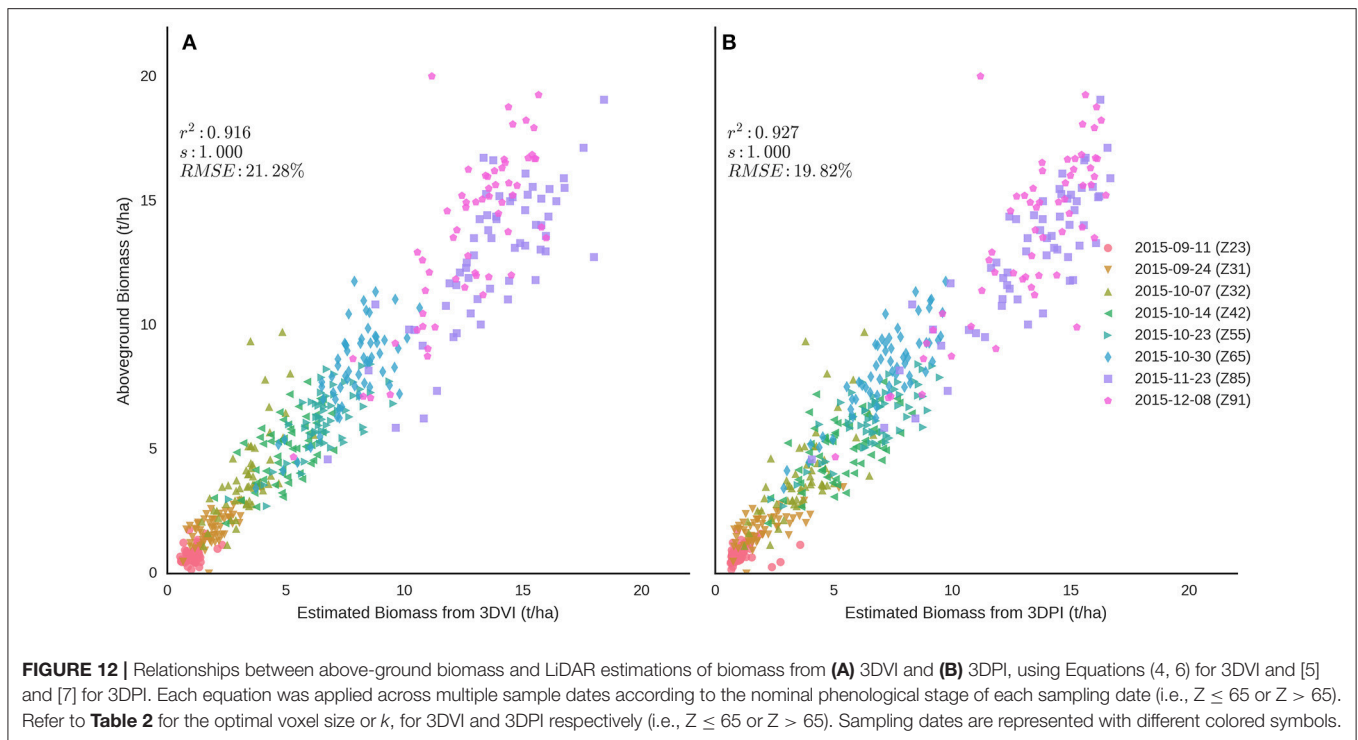 A
B
20
15
10
5
0
Aboveground Biomass (t/ha)
r² : 0.916
s : 1.000
RMSE : 21.28%
r² : 0.927
s : 1.000
RMSE : 19.82%
2015-09-11 (Z23)
2015-09-24 (Z31)
2015-10-07 (Z32)
2015-10-14 (Z42)
2015-10-23 (Z55)
2015-10-30 (Z65)
2015-11-23 (Z85)
2015-12-08 (Z91)
0 5 10 15 20
0 5 10 15 20
Estimated Biomass from 3DVI (t/ha)
Estimated Biomass from 3DPI (t/ha)
FIGURE 12 | Relationships between above-ground biomass and LiDAR estimations of biomass from (A) 3DVI and (B) 3DPI, using Equations (4, 6) for 3DVI and [5]
and [7] for 3DPI. Each equation was applied across multiple sample dates according to the nominal phenological stage of each sampling date (i.e., Z ≤ 65 or Z > 65).
Refer to Table 2 for the optimal voxel size or k, for 3DVI and 3DPI respectively (i.e., Z ≤ 65 or Z > 65). Sampling dates are represented with different colored symbols.